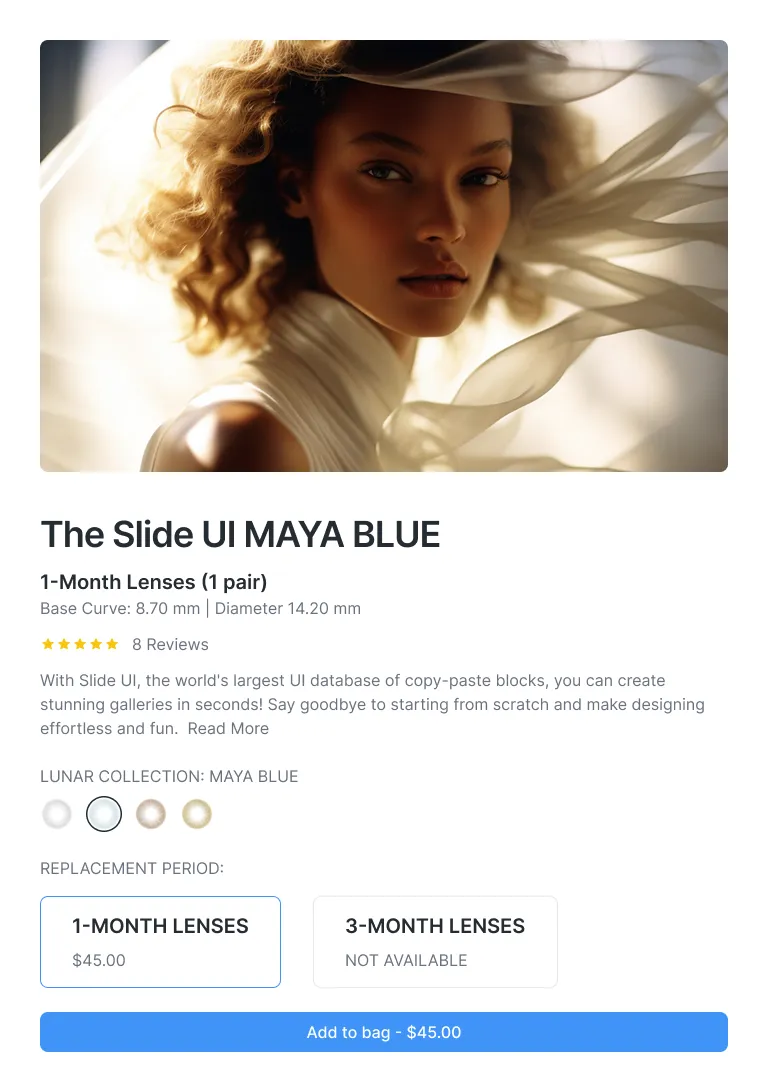 The Slide UI MAYA BLUE
1-Month Lenses (1 pair)
Base Curve: 8.70 mm | Diameter 14.20 mm
8 Reviews
With Slide UI, the world's largest UI database of copy-paste blocks, you can create
stunning galleries in seconds! Say goodbye to starting from scratch and make designing
effortless and fun. Read More
LUNAR COLLECTION: MAYA BLUE
REPLACEMENT PERIOD:
1-MONTH LENSES
$45.00
3-MONTH LENSES
NOT AVAILABLE
Add to bag - $45.00